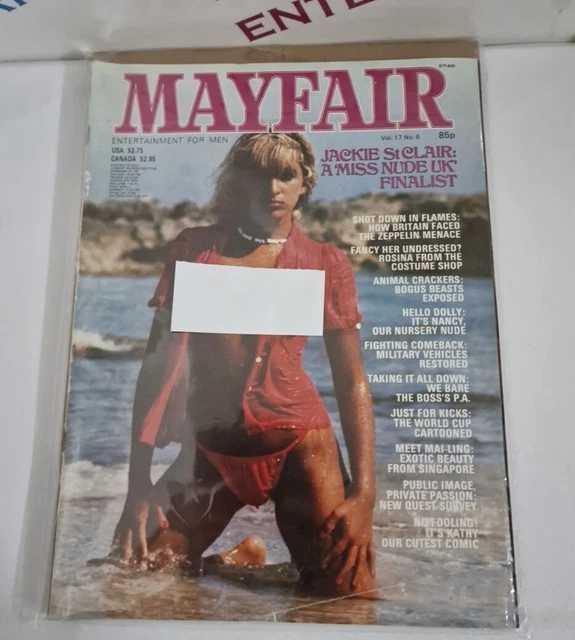 ENTE
MAYFAIR
ENTERTAINMENT FOR MEN
Vol. 17 No. 6
85p
USA $2.75
CANADA $2.95
JACKIE St CLAIR:
A 'MISS NUDE UK'
FINALIST
SHOT DOWN IN FLAMES:
HOW BRITAIN FACED
THE ZEPPELIN MENACE
FANCY HER UNDRESSED?
ROSINA FROM THE
COSTUME SHOP
ANIMAL CRACKERS:
BOGUS BEASTS
EXPOSED
HELLO DOLLY:
IT'S NANCY,
OUR NURSERY NUDE
FIGHTING COMEBACK:
MILITARY VEHICLES
RESTORED
TAKING IT ALL DOWN:
WE BARE
THE BOSS'S P.A.
JUST FOR KICKS:
THE WORLD CUP
CARTOONED
MEET MAI-LING:
EXOTIC BEAUTY
FROM SINGAPORE
PUBLIC IMAGE,
PRIVATE PASSION:
NEW QUEST SURVEY
NO FOOLING!
IT'S KATHY
OUR CUTEST COMIC